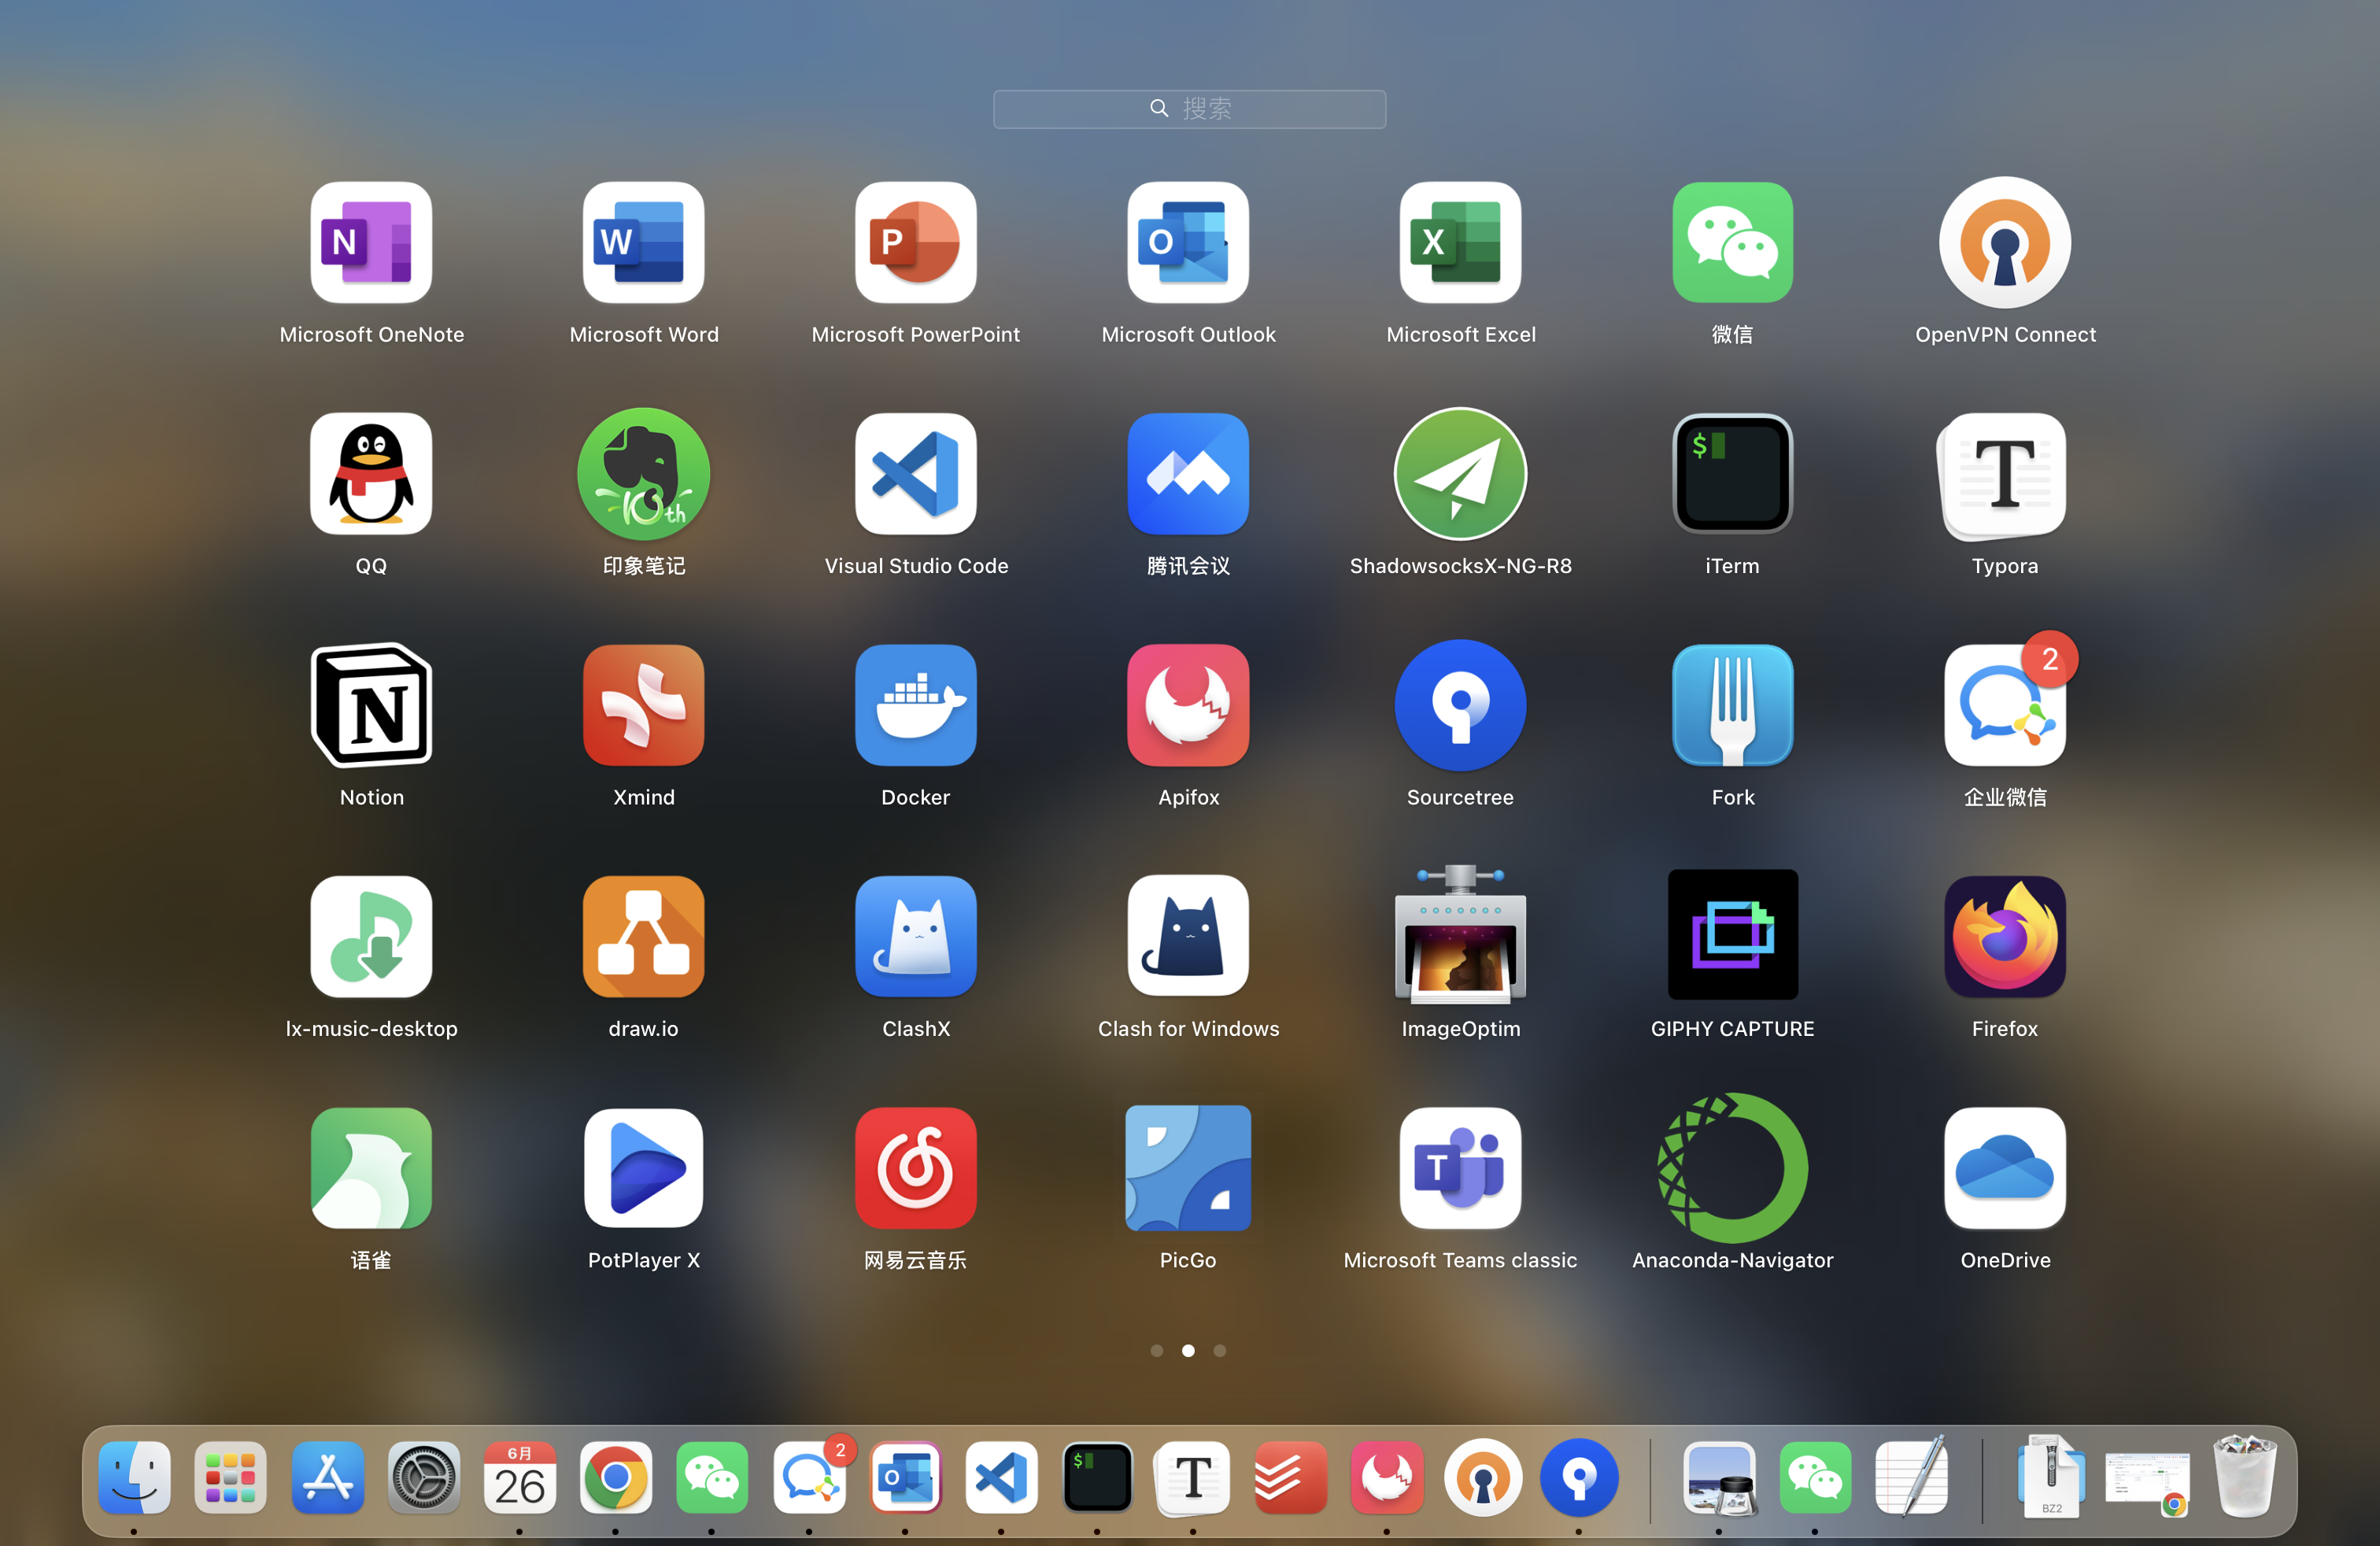 搜索
Microsoft OneNote
Microsoft Word
Microsoft PowerPoint
Microsoft Outlook
Microsoft Excel
微信
OpenVPN Connect
QQ
印象笔记
Visual Studio Code
腾讯会议
ShadowsocksX-NG-R8
iTerm
Typora
2
Notion
Xmind
Docker
Apifox
Sourcetree
Fork
企业微信
lx-music-desktop
draw.io
ClashX
Clash for Windows
ImageOptim
GIPHY CAPTURE
Firefox
语雀
PotPlayer X
网易云音乐
PicGo
Microsoft Teams classic
Anaconda-Navigator
OneDrive
6月
26
2
BZ2